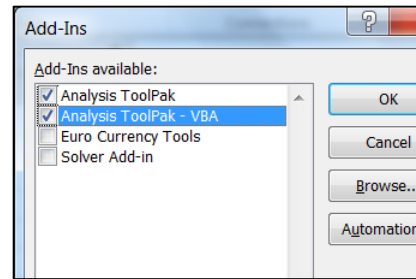 Add-Ins
?
Add-Ins available:
Analysis ToolPak
Analysis ToolPak - VBA
Euro Currency Tools
Solver Add-in
OK
Cancel
Browse..
Automation